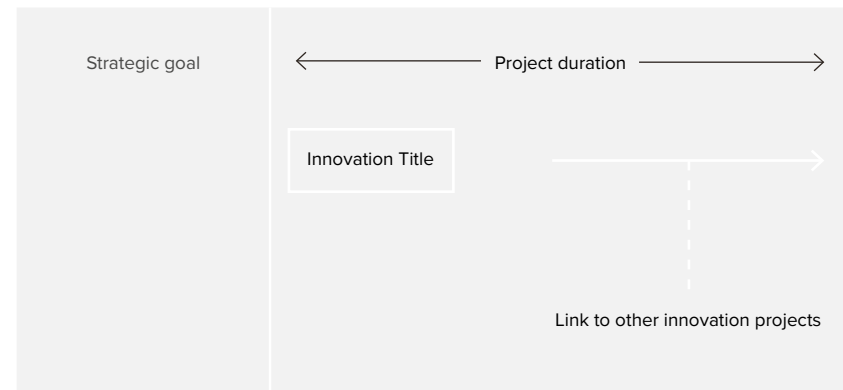 Strategic goal
Project duration
Innovation Title
Link to other innovation projects